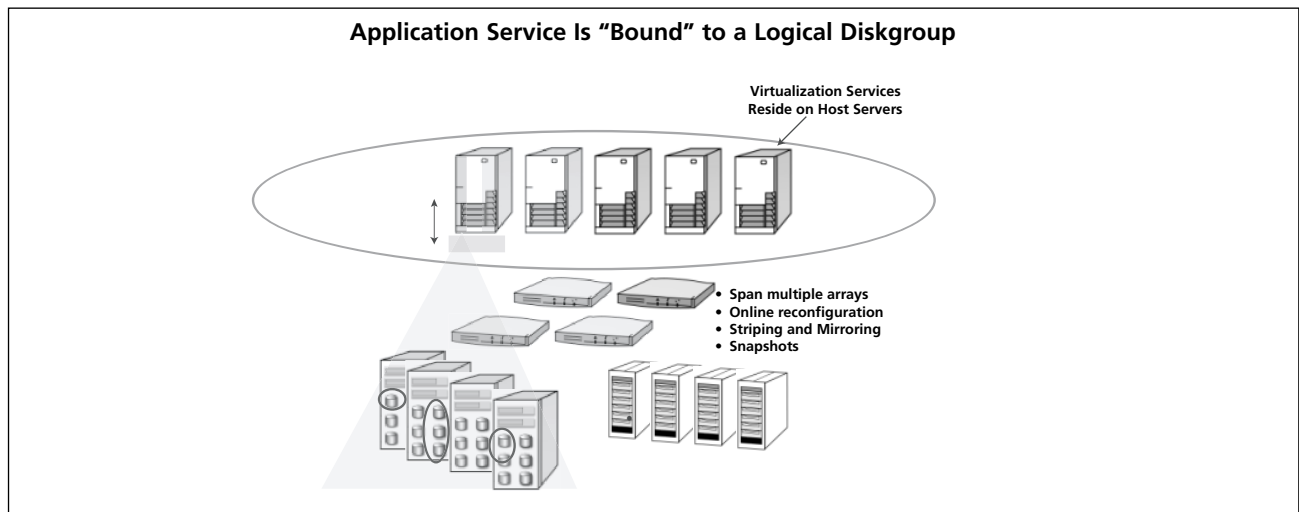 Application Service Is “Bound” to a Logical Diskgroup
Virtualization Services
Reside on Host Servers
• Span multiple arrays
• Online reconfiguration
• Striping and Mirroring
• Snapshots